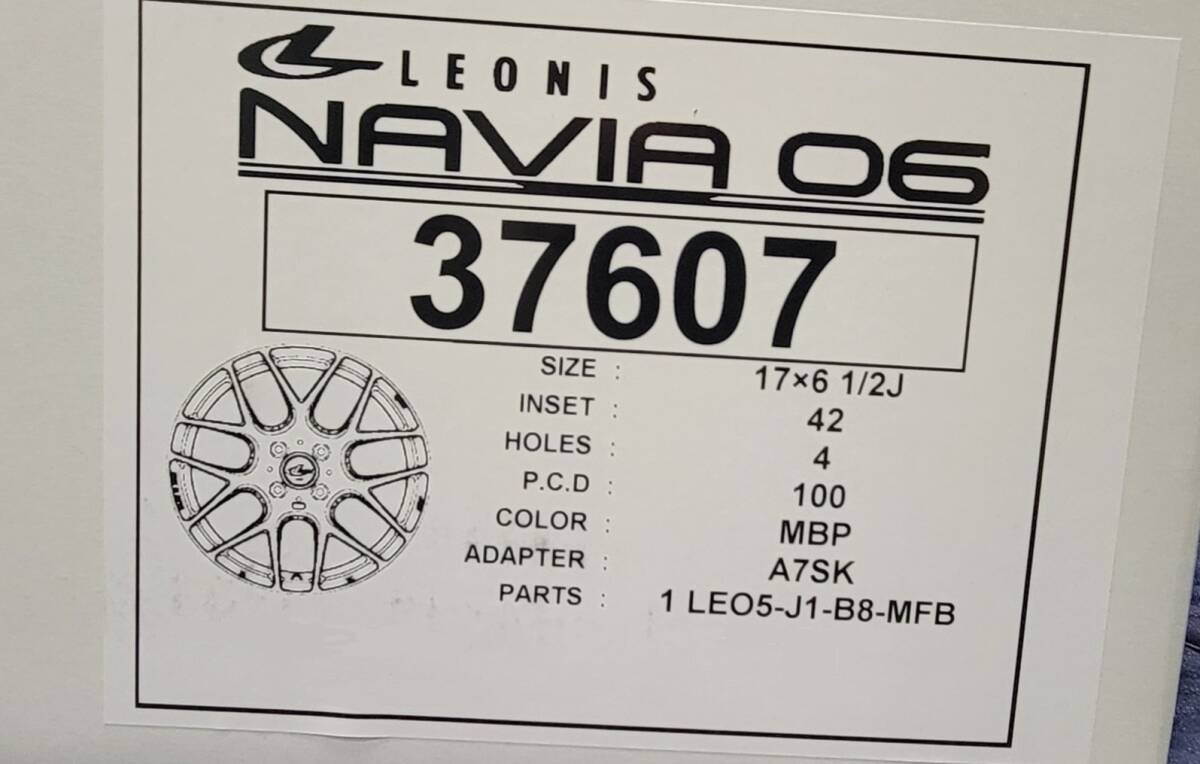 LEONIS
NAVIA 06
37607
SIZE : 17×6 1/2J
INSET : 42
HOLES : 4
P.C.D : 100
COLOR : MBP
ADAPTER : A7SK
PARTS : 1 LEO5-J1-B8-MFB